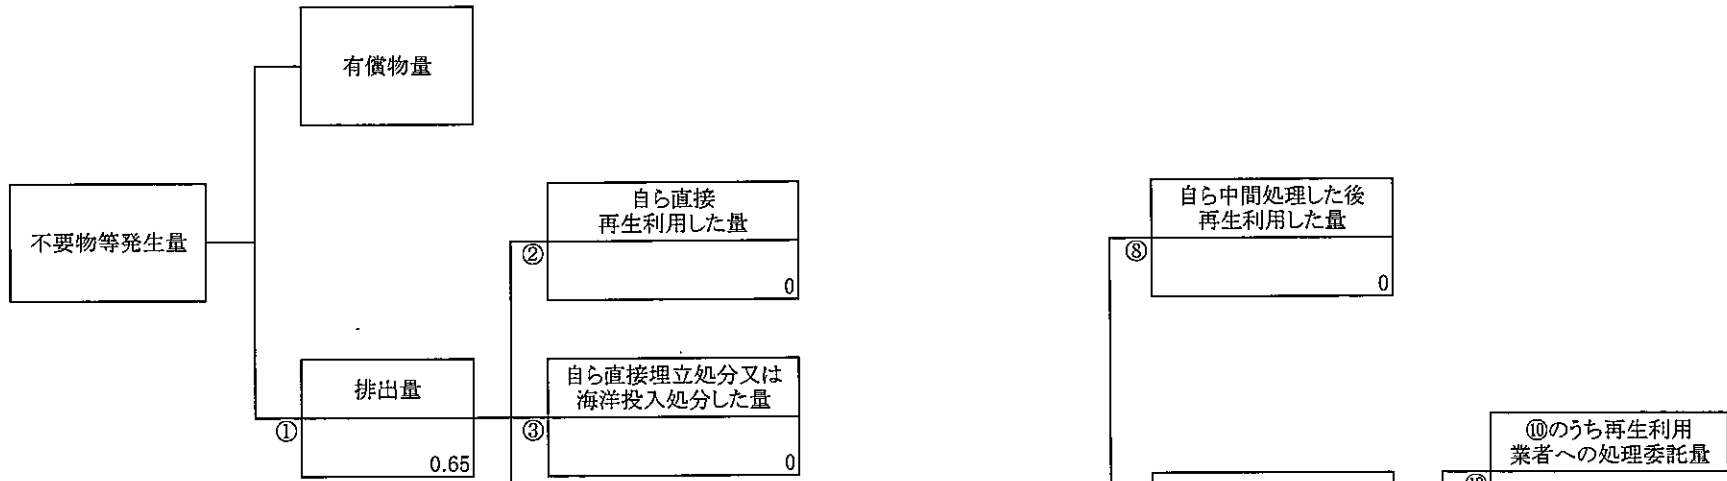 有償物量
不要物等発生量
自ら直接
再生利用した量
②
0
自ら中間処理した後
再生利用した量
⑧
0
排出量
①
0.65
自ら直接埋立処分又は
海洋投入処分した量
③
0
⑩のうち再生利用
業者への処理委託量